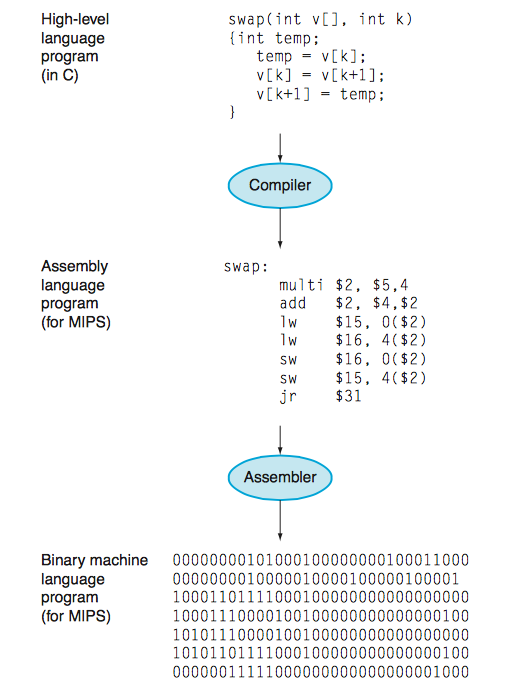 High-level
language
program
(in C)
swap(int v[], int k)
{int temp;
temp = v[k];
v[k] = v[k+1];
v[k+1] = temp;
}
Compiler
Assembly
language
program
(for MIPS)
swap:
multi $2, $5,4
add $2, $4,$2
lw $15, 0($2)
lw $16, 4($2)
sw $16, 0($2)
sw $15, 4($2)
jr $31
Assembler
Binary machine
language
program
(for MIPS)
00000000101000100000000100011000
0000000010000010000100000100001
10001101111000100000000000000000
10001110000100100000000000000100
10101110000100100000000000000000
10101101111000100000000000000100
00000011111000000000000000001000